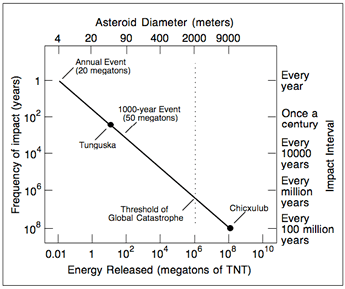 Asteroid Diameter (meters)
4 40 90 420 2000 9000
Annual Event
(20 megatons)
1000-year Event
(50 megatons)
Tunguska
Threshold of
Global Catastrophe
Chicxulub
Frequency of impact (years)
1
10²
10⁴
10⁶
10⁸
Every
year
Once a
century
Every
10000
years
Every
million
years
Every
100 million
years
Impact Interval
0.01 1 10² 10⁴ 10⁶ 10⁸ 10¹⁰
Energy Released (megatons of TNT)